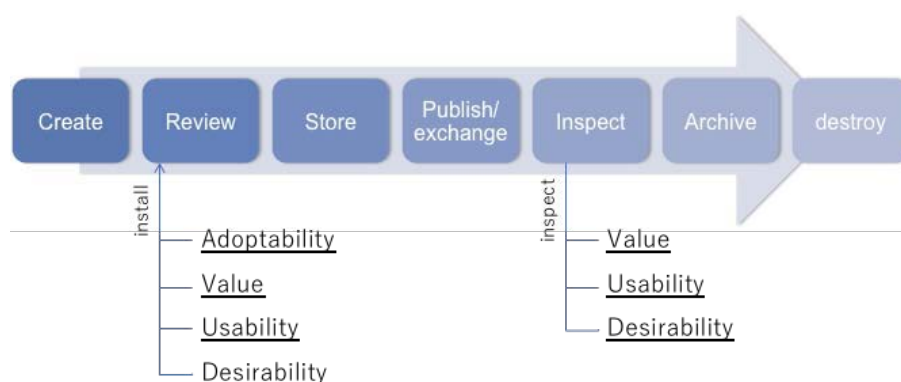 Create
Review
Store
Publish/
exchange
Inspect
Archive
destroy
install
Adoptability
Value
Usability
Desirability
inspect
Value
Usability
Desirability